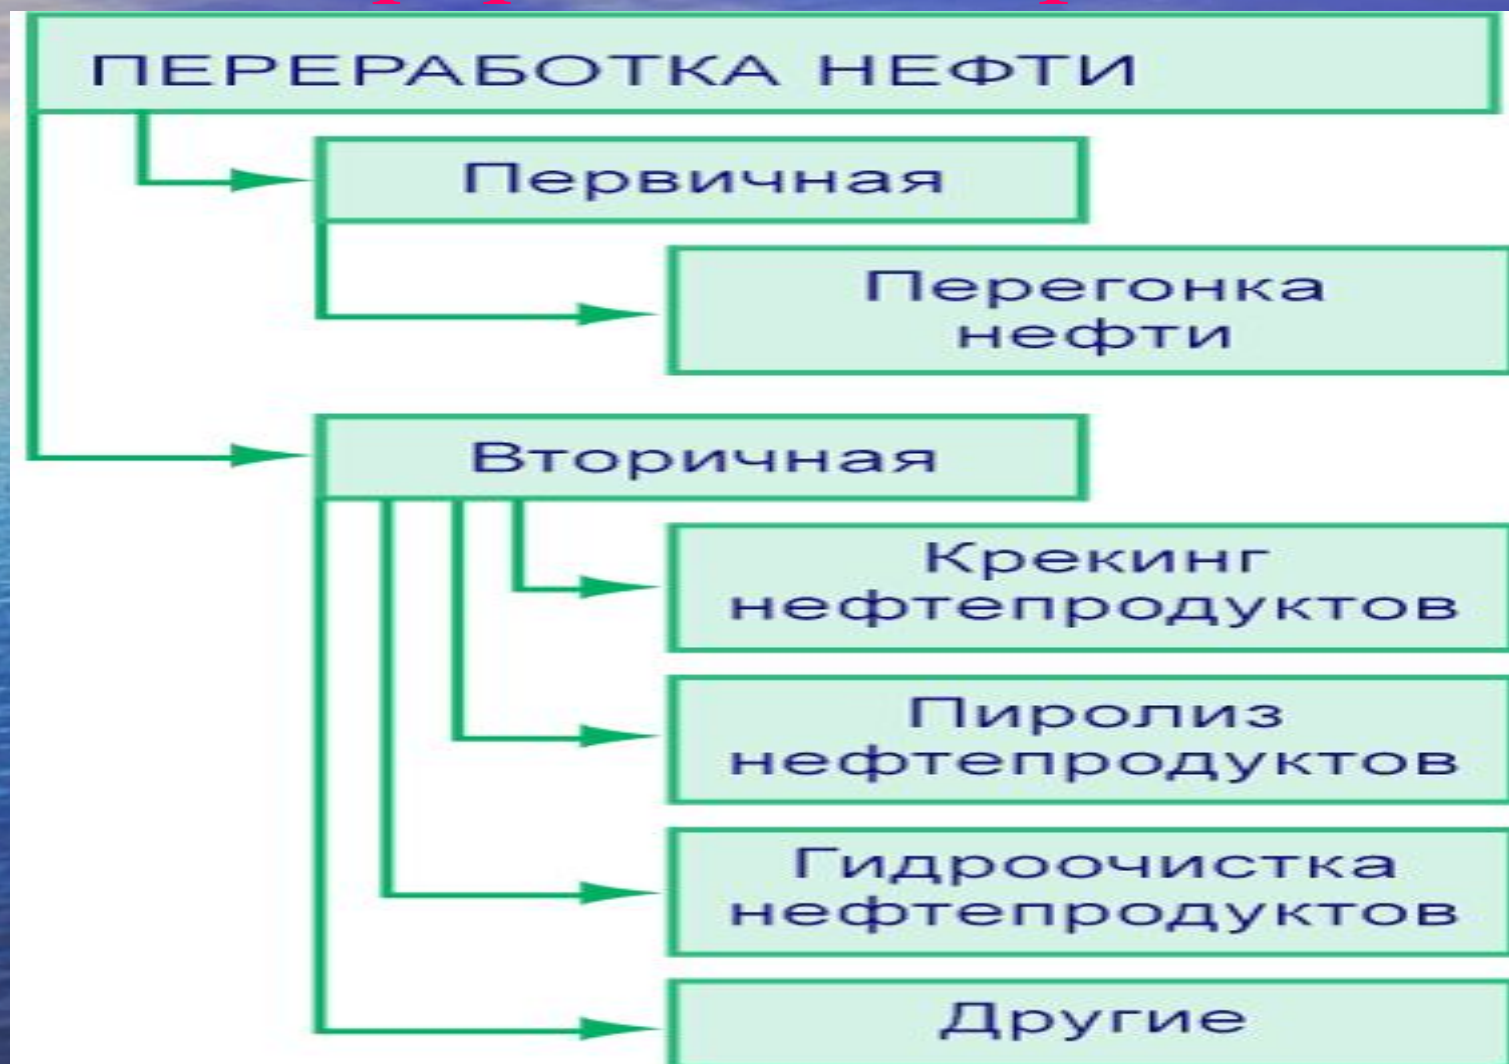 ПЕРЕРАБОТКА НЕФТИ
Первичная
Перегонка
нефти
Вторичная
Крекинг
нефтепродуктов
Пиролиз
нефтепродуктов
Гидроочистка
нефтепродуктов
Другие